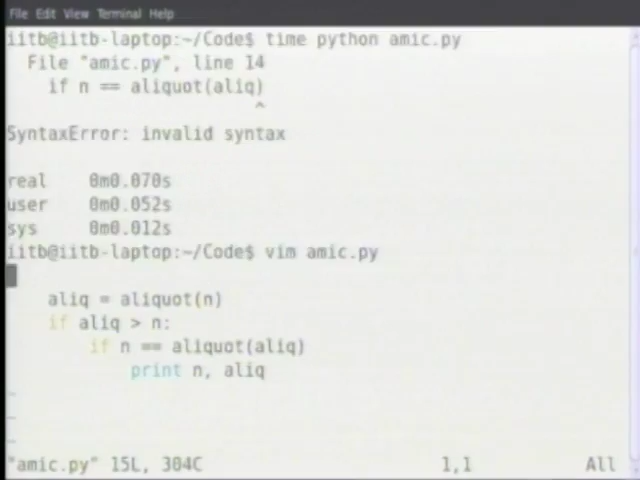 File Edit View Terminal Help
iitb@iitb-laptop:~/Code$ time python amic.py
File "amic.py", line 14
if n == aliquot(aliq)
^
SyntaxError: invalid syntax
real 0m0.070s
user 0m0.052s
sys 0m0.012s
iitb@iitb-laptop:~/Code$ vim amic.py
aliq = aliquot(n)
if aliq > n:
if n == aliquot(aliq)
print n, aliq
~
~
~
"amic.py" 15L, 304C 1,1 All